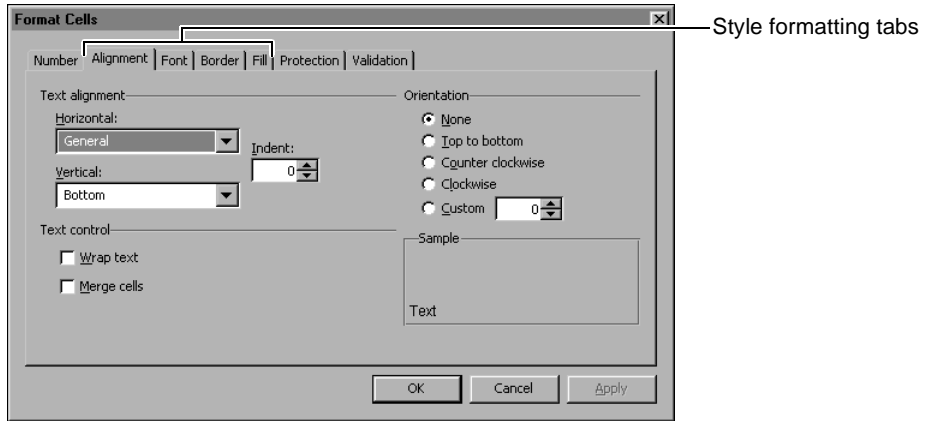 Format Cells
Style formatting tabs
Number Alignment Font Border Fill Protection Validation
Text alignment
Horizontal:
General
Indent:
0
Vertical:
Bottom
Text control
Wrap text
Merge cells
Orientation
None
Top to bottom
Counter clockwise
Clockwise
Custom 0
Sample
Text
OK Cancel Apply